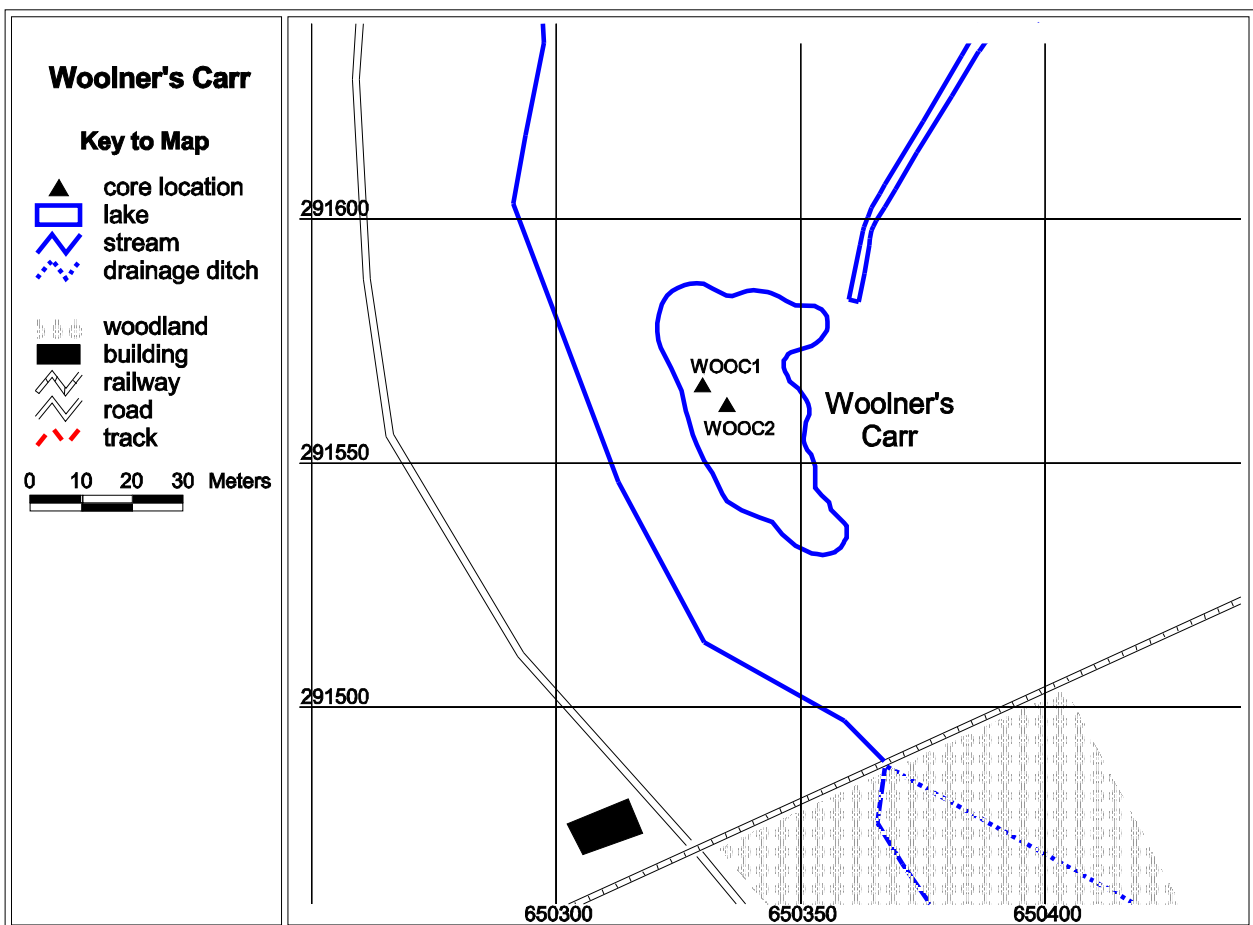 Woolner's Carr
Key to Map
core location
lake
stream
drainage ditch
woodland
building
railway
road
track
0 10 20 30 Meters
291600
WOOC1
WOOC2
Woolner's
Carr
291550
291500
650300 650350 650400